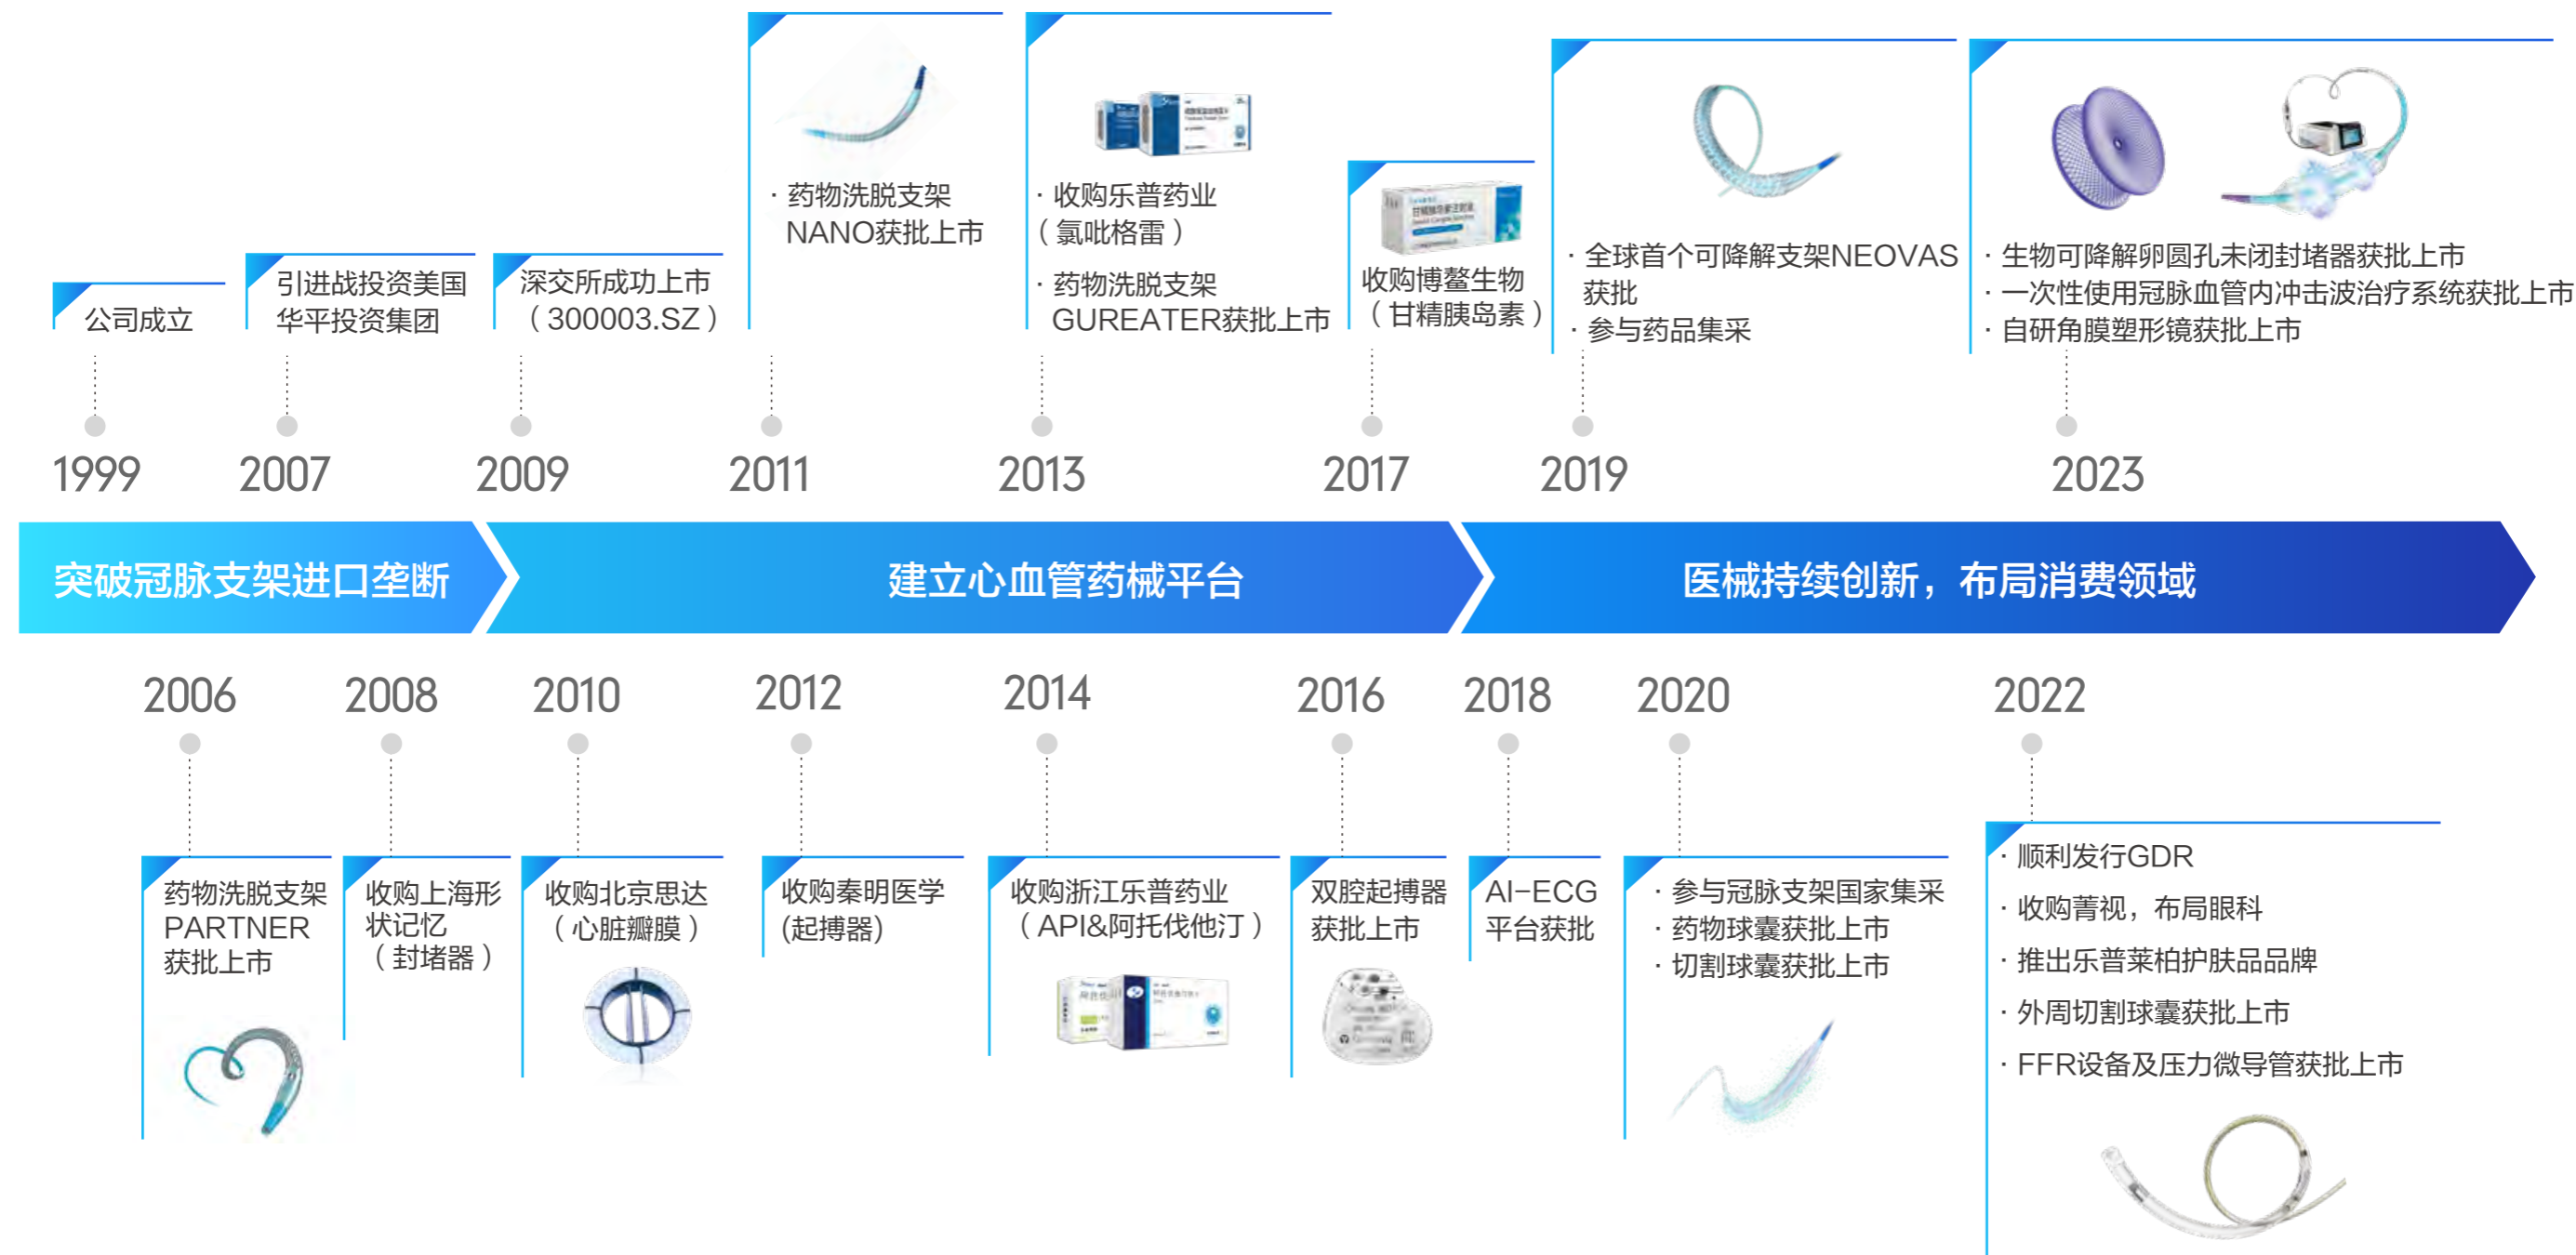 · 药物洗脱支架
NANO获批上市
· 收购乐普药业
（氯吡格雷）
· 药物洗脱支架
GUREATER获批上市
甘精胰岛素注射液
收购博鳌生物
（甘精胰岛素）
· 全球首个可降解支架NEOVAS
获批
· 参与药品集采
· 生物可降解卵圆孔未闭封堵器获批上市
· 一次性使用冠脉血管内冲击波治疗系统获批上市
· 自研角膜塑形镜获批上市
公司成立
引进战投资美国
华平投资集团
深交所成功上市
（300003.SZ）
1999
2007
2009
2011
2013
2017
2019
2023
突破冠脉支架进口垄断
建立心血管药械平台
医械持续创新，布局消费领域
2006
2008
2010
2012
2014
2016
2018
2020
2022
药物洗脱支架
PARTNER
获批上市
收购上海形
状记忆
（封堵器）
收购北京思达
（心脏瓣膜）
收购秦明医学
(起搏器)
收购浙江乐普药业
（API&阿托伐他汀）
双腔起搏器
获批上市
AI-ECG
平台获批
· 参与冠脉支架国家集采
· 药物球囊获批上市
· 切割球囊获批上市
· 顺利发行GDR
· 收购菁视，布局眼科
· 推出乐普莱柏护肤品品牌
· 外周切割球囊获批上市
· FFR设备及压力微导管获批上市